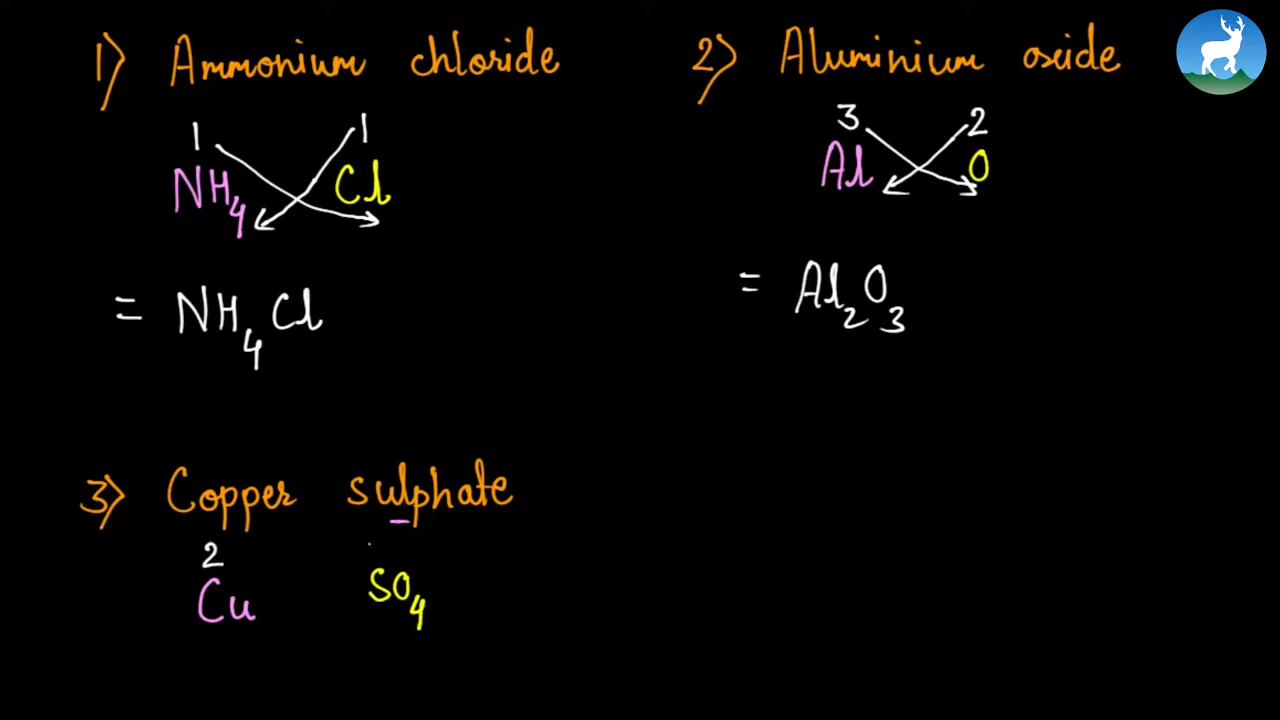 1) Ammonium chloride
1 1
NH4 Cl
= NH4Cl
2) Aluminium oxide
3 2
Al O
= Al2O3
3) Copper sulphate
2
Cu SO4